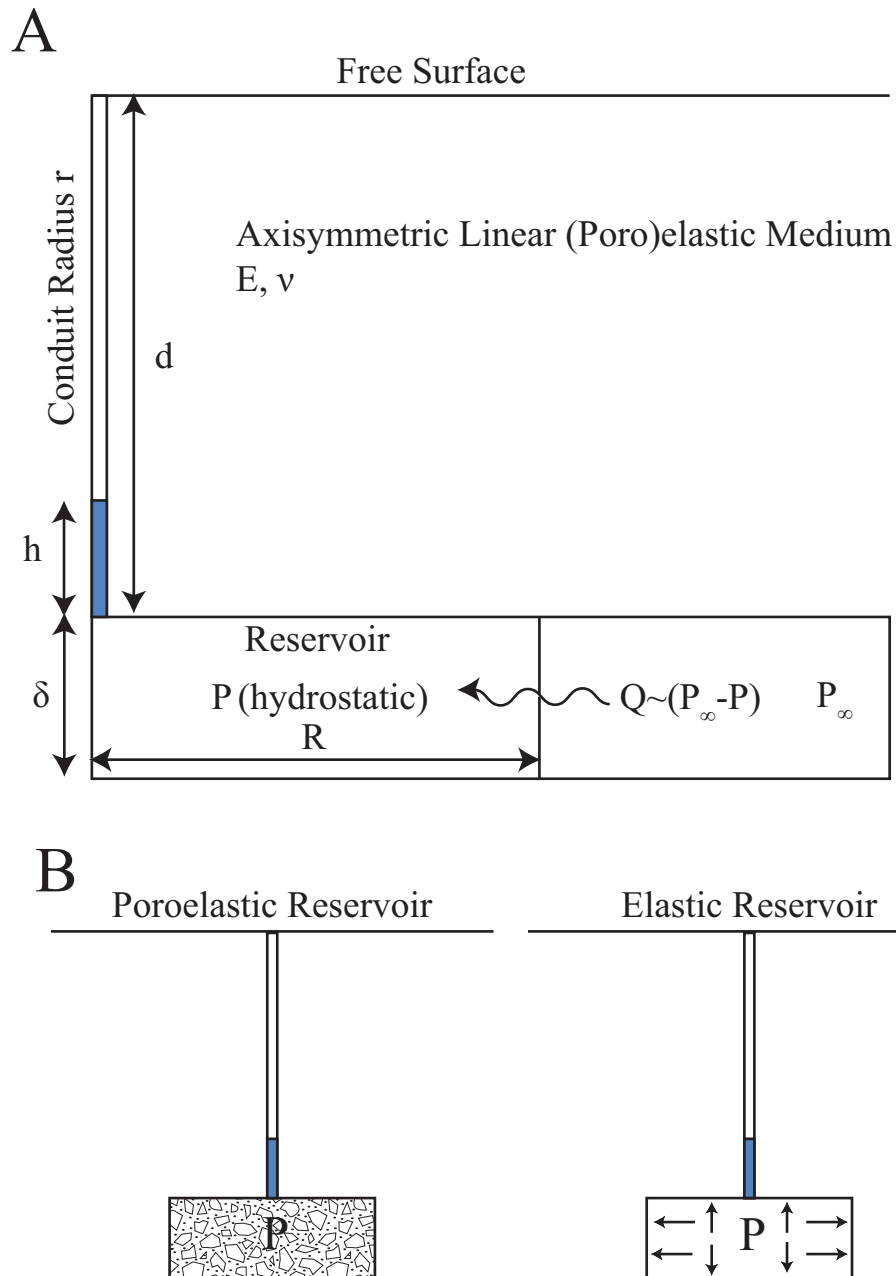 A
Free Surface
Conduit Radius r
Axisymmetric Linear (Poro)elastic Medium
E, ν
d
h
Reservoir
δ
P (hydrostatic)
Q~(P∞-P)
P∞
R
B
Poroelastic Reservoir
Elastic Reservoir
P
P